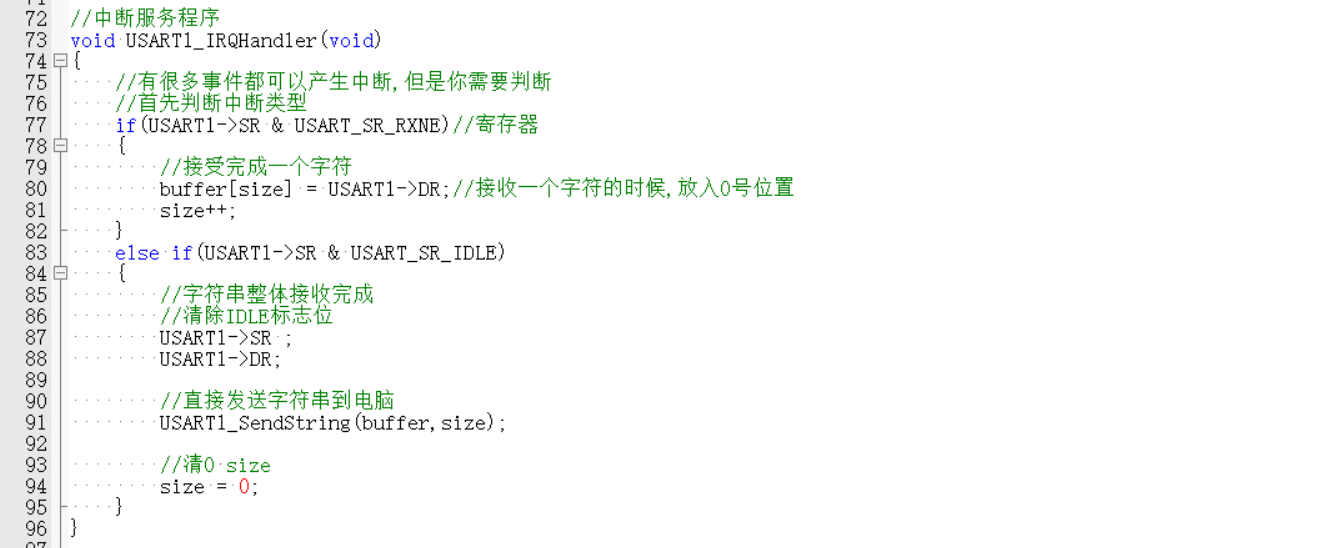 72 //中断服务程序
73 void USART1_IRQHandler(void)
74 {
75 //有很多事件都可以产生中断,但是你需要判断
76 //首先判断中断类型
77 if(USART1->SR & USART_SR_RXNE)//寄存器
78 {
79 //接受完成一个字符
80 buffer[size] = USART1->DR;//接收一个字符的时候,放入0号位置
81 size++;
82 }
83 else if(USART1->SR & USART_SR_IDLE)
84 {
85 //字符串整体接收完成
86 //清除IDLE标志位
87 USART1->SR ;
88 USART1->DR;
89
90 //直接发送字符串到电脑
91 USART1_SendString(buffer,size);
92
93 //清0 size
94 size = 0;
95 }
96 }